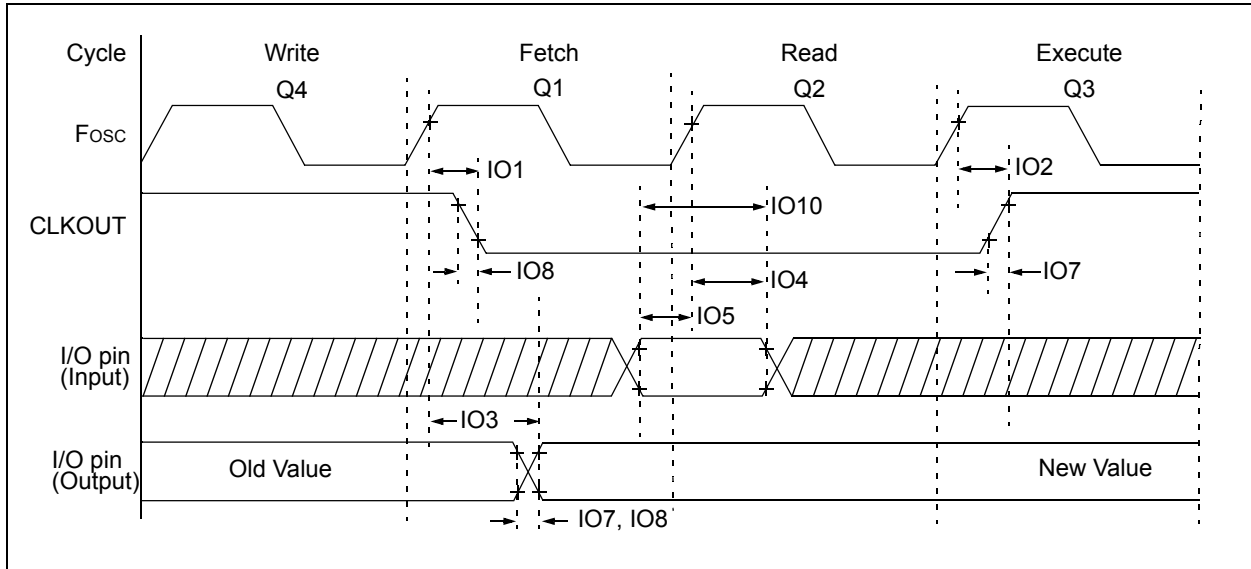 Cycle Write Fetch Read Execute
Q4 Q1 Q2 Q3
FOSC
IO1 IO2
IO10
CLKOUT
IO8 IO7
IO4
IO5
I/O pin
(Input)
IO3
I/O pin
(Output)
Old Value New Value
IO7, IO8